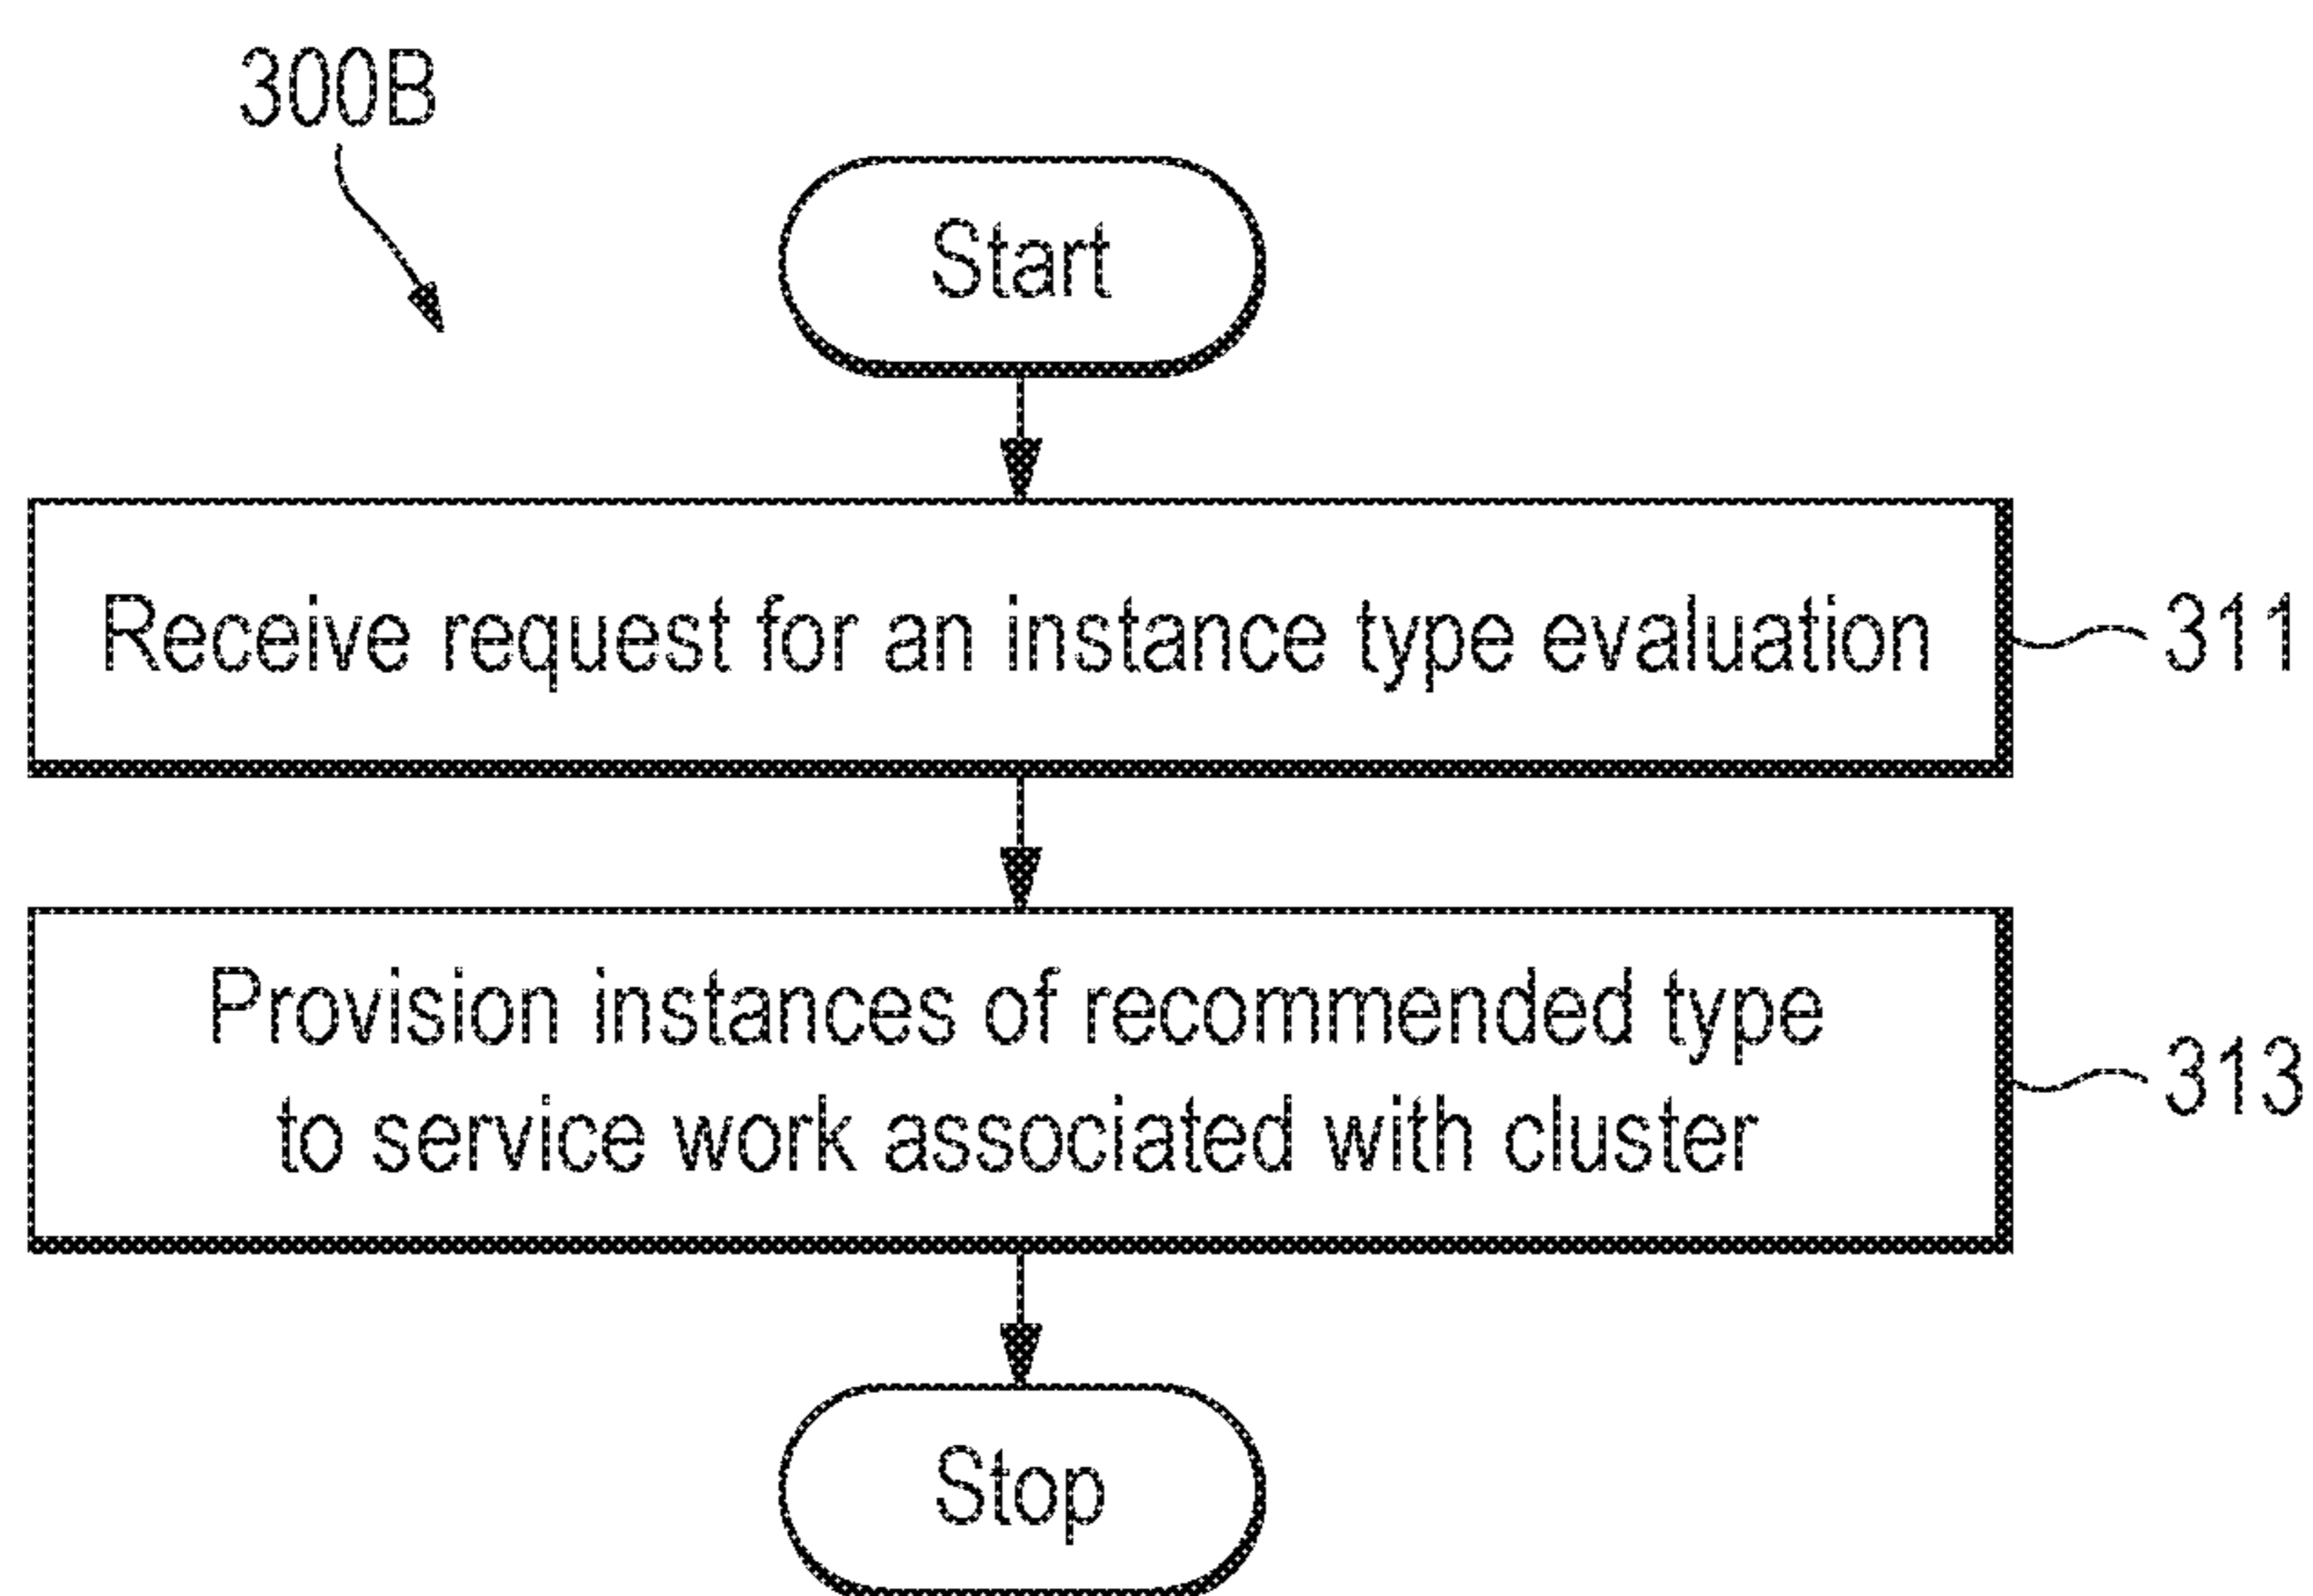 300B
Start
Receive request for an instance type evaluation
311
Provision instances of recommended type
to service work associated with cluster
313
Stop